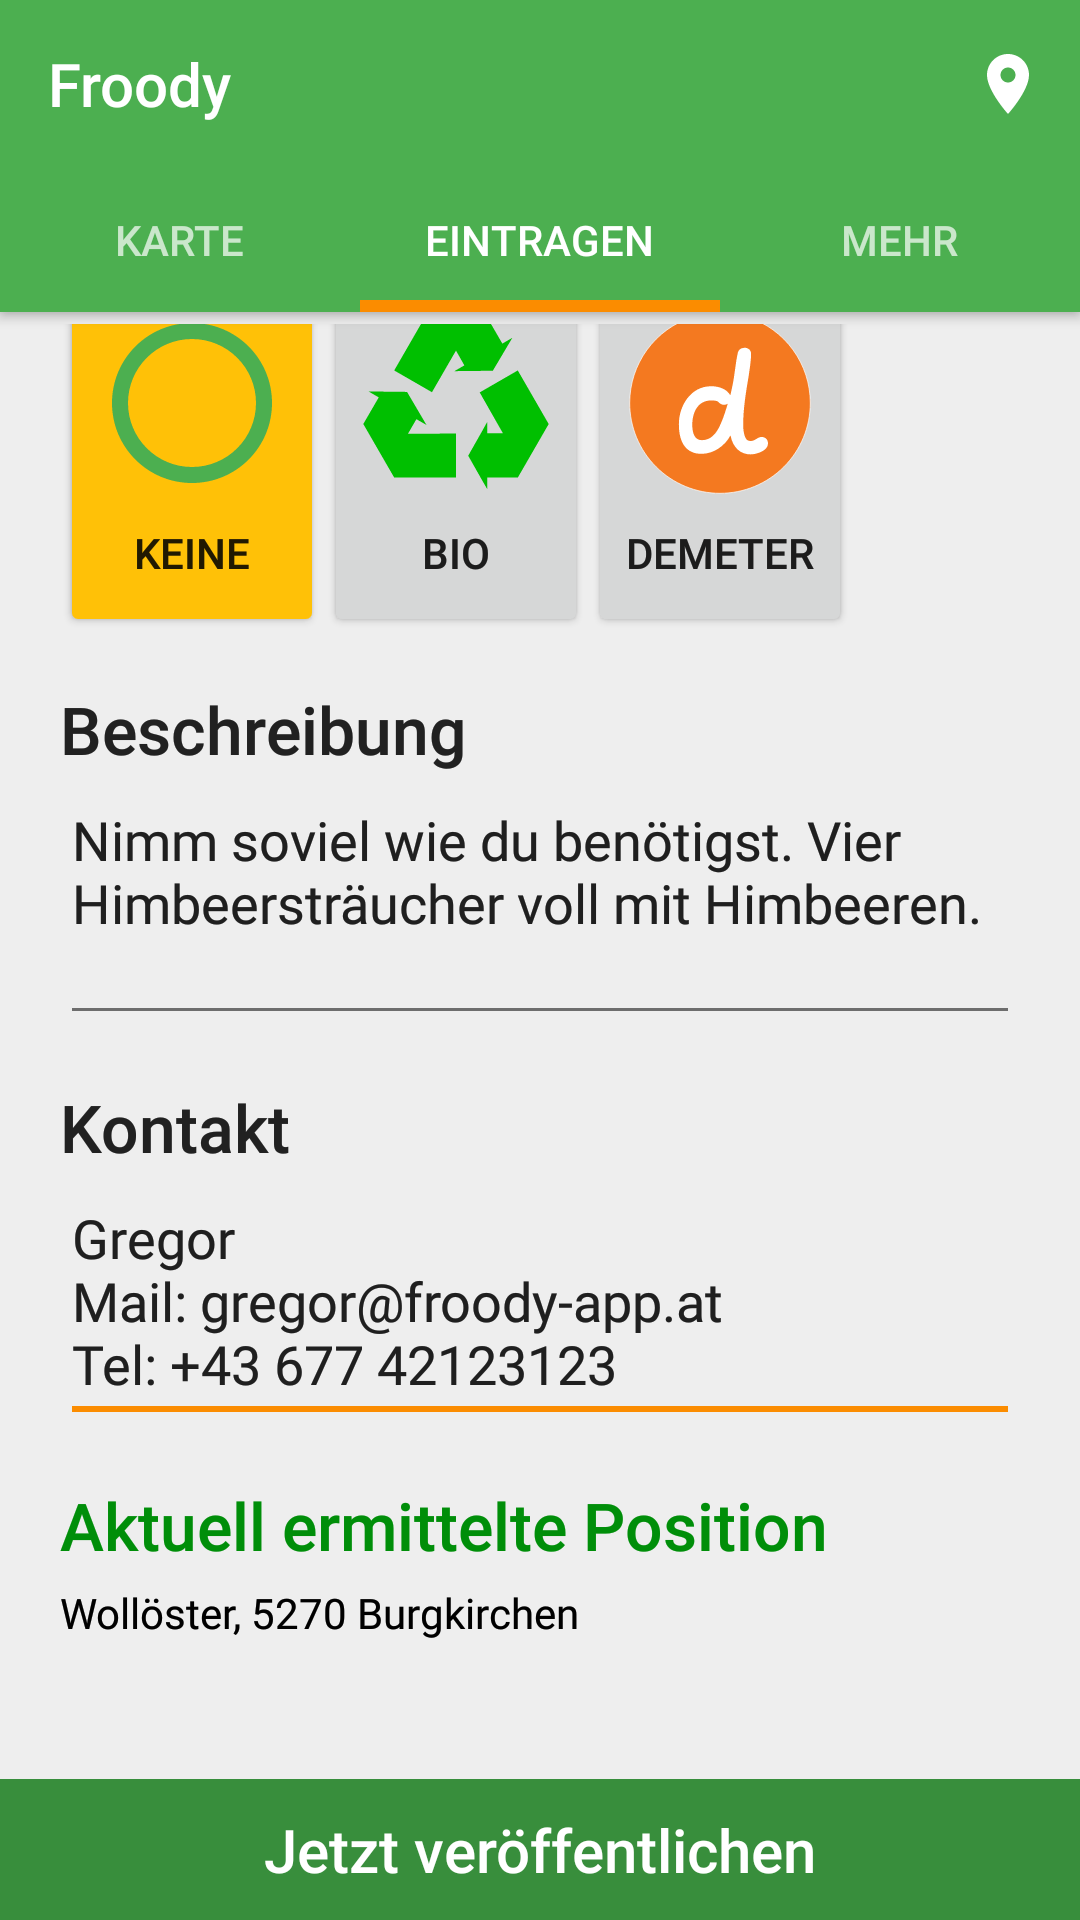 Froody
KARTE
EINTRAGEN
MEHR
d
KEINE
BIO
DEMETER
Beschreibung
Nimm soviel wie du benötigst. Vier
Himbeersträucher voll mit Himbeeren.
Kontakt
Gregor
Mail: gregor@froody-app.at
Tel: +43 677 42123123
Aktuell ermittelte Position
Wollöster, 5270 Burgkirchen
Jetzt veröffentlichen